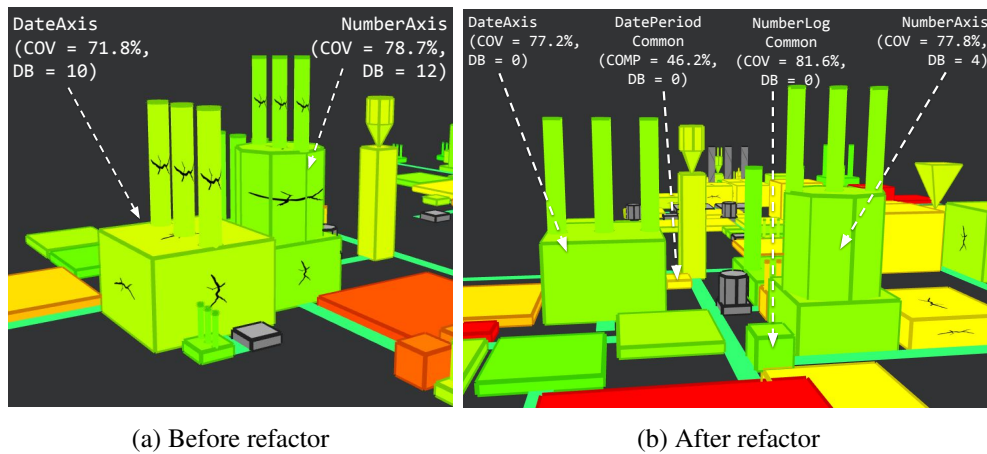 DateAxis
(COV = 71.8%,
DB = 10)
NumberAxis
(COV = 78.7%,
DB = 12)
DateAxis
(COV = 77.2%,
DB = 0)
DatePeriod
Common
(COMP = 46.2%,
DB = 0)
NumberLog
Common
(COV = 81.6%,
DB = 0)
NumberAxis
(COV = 77.8%,
DB = 4)
(a) Before refactor
(b) After refactor